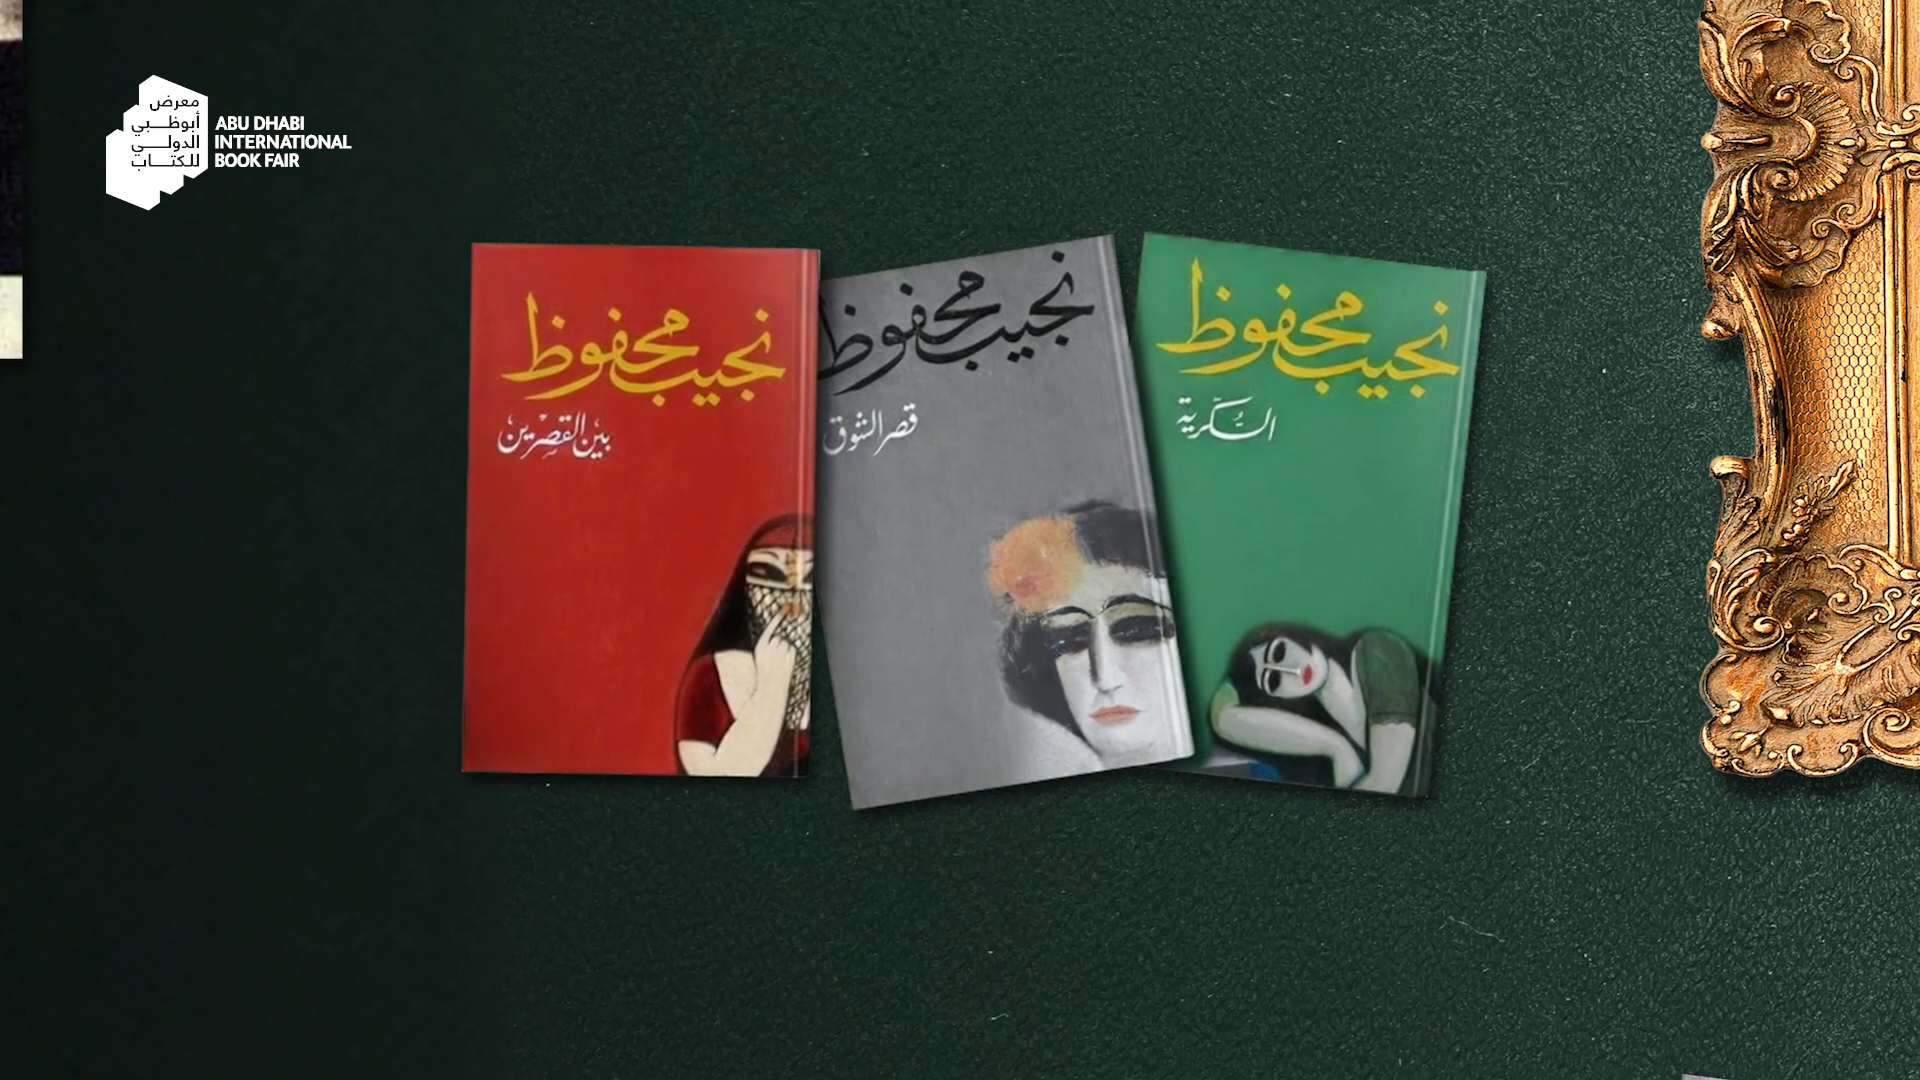 معرض
أبوظبي
الدولي
للكتاب
ABU DHABI
INTERNATIONAL
BOOK FAIR
نجيب محفوظ
بين القصرين
نجيب محفوظ
قصر الشوق
نجيب محفوظ
السكرية